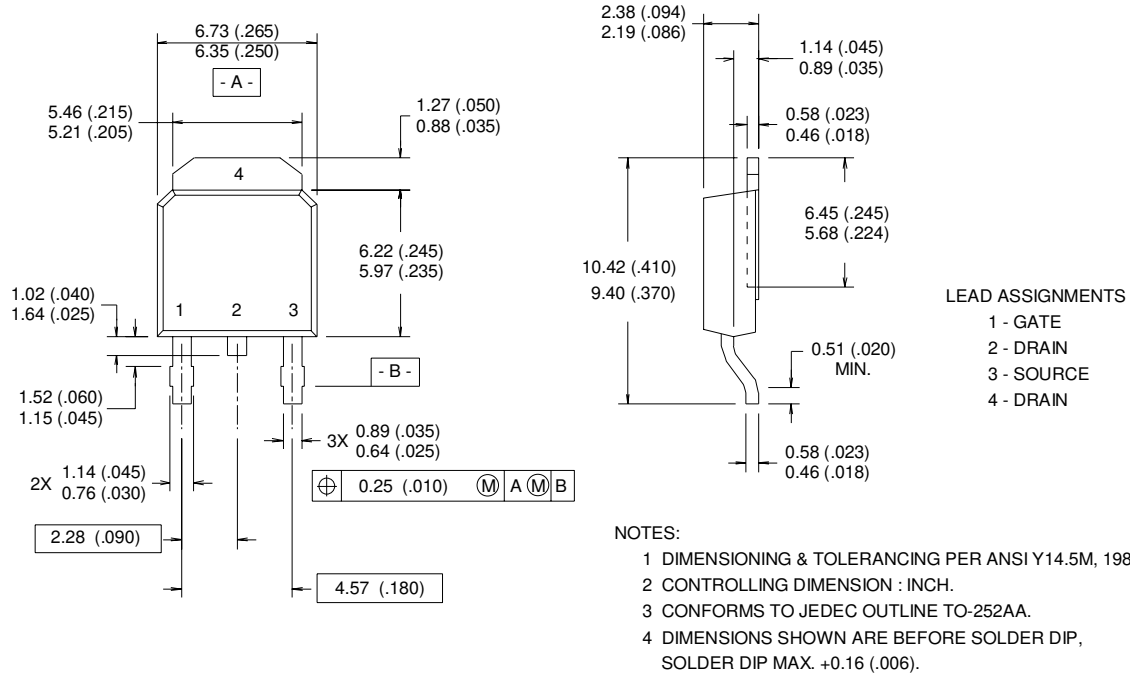 6.73 (.265)
6.35 (.250)
- A -
5.46 (.215)
5.21 (.205)
1.27 (.050)
0.88 (.035)
4
6.22 (.245)
5.97 (.235)
1.02 (.040)
1.64 (.025)
1 2 3
- B -
1.52 (.060)
1.15 (.045)
3X 0.89 (.035)
0.64 (.025)
2X 1.14 (.045)
0.76 (.030)
⌖ 0.25 (.010) Ⓜ A Ⓜ B
2.28 (.090)
4.57 (.180)
2.38 (.094)
2.19 (.086)
1.14 (.045)
0.89 (.035)
0.58 (.023)
0.46 (.018)
6.45 (.245)
5.68 (.224)
10.42 (.410)
9.40 (.370)
0.51 (.020)
MIN.
0.58 (.023)
0.46 (.018)
LEAD ASSIGNMENTS
1 - GATE
2 - DRAIN
3 - SOURCE
4 - DRAIN
NOTES:
1 DIMENSIONING & TOLERANCING PER ANSI Y14.5M, 198
2 CONTROLLING DIMENSION : INCH.
3 CONFORMS TO JEDEC OUTLINE TO-252AA.
4 DIMENSIONS SHOWN ARE BEFORE SOLDER DIP,
SOLDER DIP MAX. +0.16 (.006).